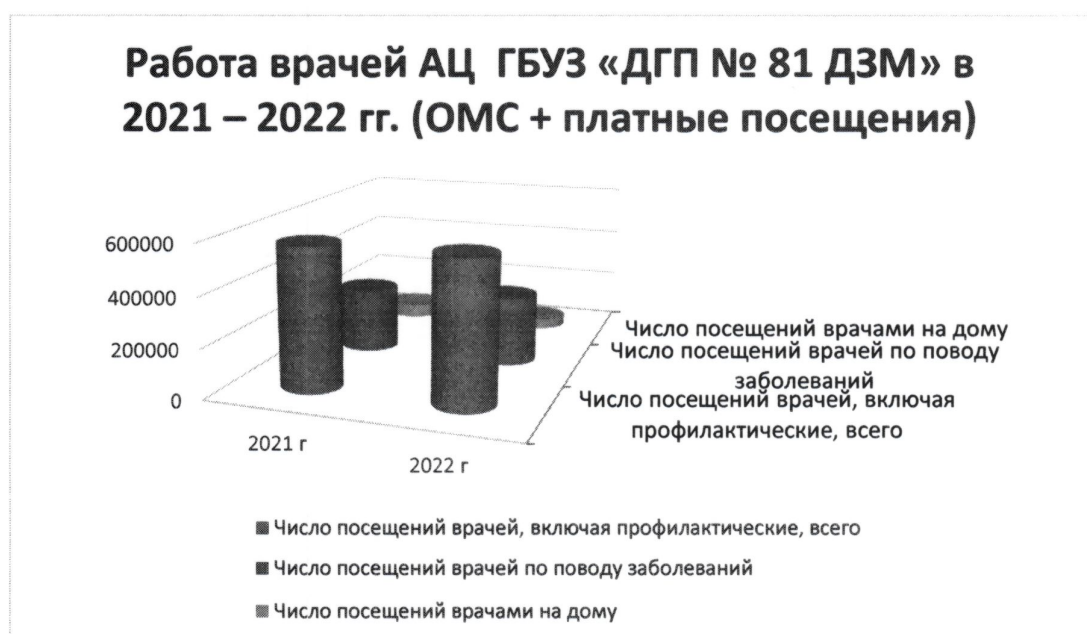 Работа врачей АЦ ГБУЗ «ДГП № 81 ДЗМ» в
2021 – 2022 гг. (ОМС + платные посещения)
600000
400000
200000
0
2021 г
2022 г
Число посещений врачами на дому
Число посещений врачей по поводу
заболеваний
Число посещений врачей, включая
профилактические, всего
Число посещений врачей, включая профилактические, всего
Число посещений врачей по поводу заболеваний
Число посещений врачами на дому